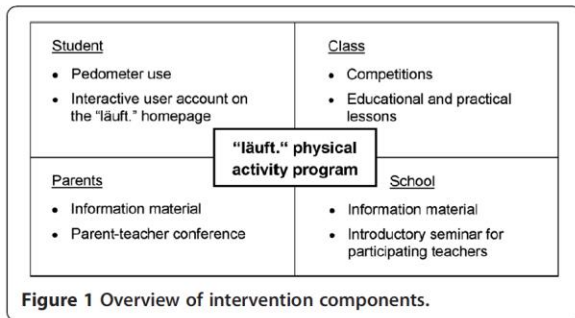 Student
• Pedometer use
• Interactive user account on
the "läuft." homepage
Class
• Competitions
• Educational and practical
lessons
"läuft.“ physical
activity program
Parents
• Information material
• Parent-teacher conference
School
• Information material
• Introductory seminar for
participating teachers
Figure 1 Overview of intervention components.